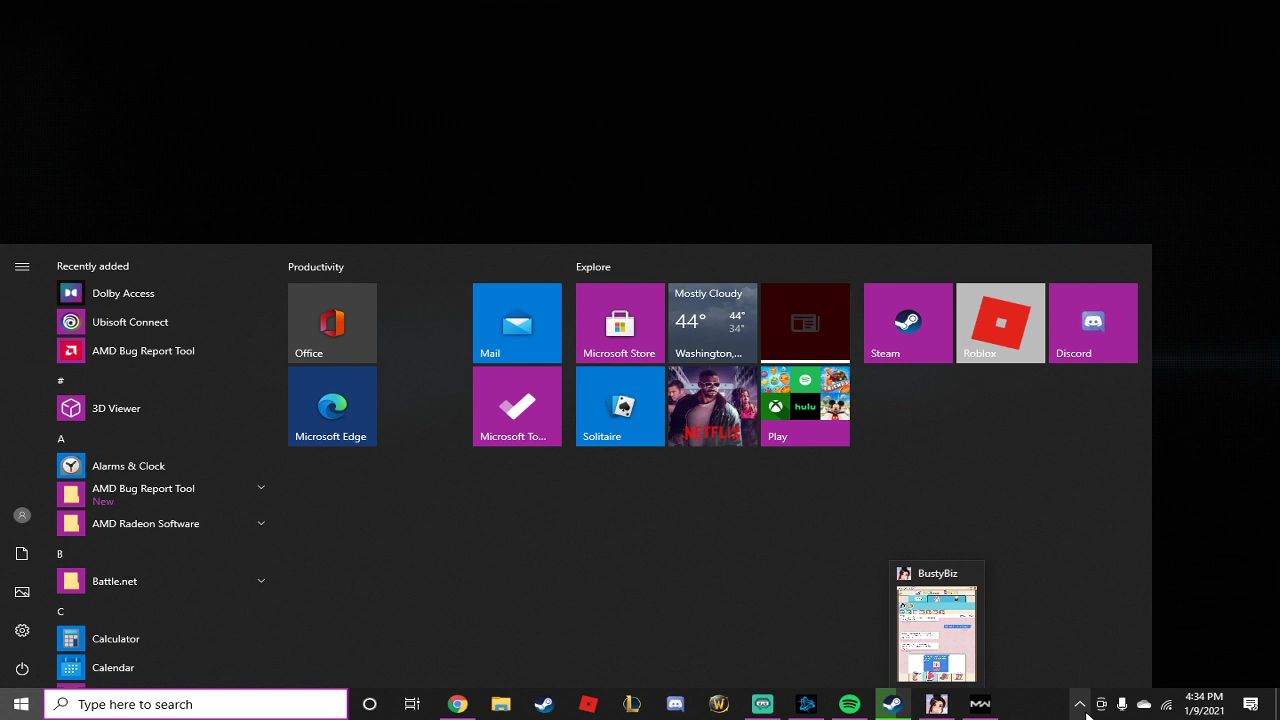 Recently added
Dolby Access
Ubisoft Connect
AMD Bug Report Tool
#
3D Viewer
A
Alarms & Clock
AMD Bug Report Tool
New
AMD Radeon Software
B
Battle.net
C
Calculator
Calendar
Productivity
Office
Mail
Microsoft Edge
Microsoft To...
Explore
Microsoft Store
Mostly Cloudy
44°
44°
34°
Washington,...
Solitaire
NETFLIX
hulu
Play
Steam
Roblox
Discord
BustyBiz
Type here to search
4:34 PM
1/9/2021